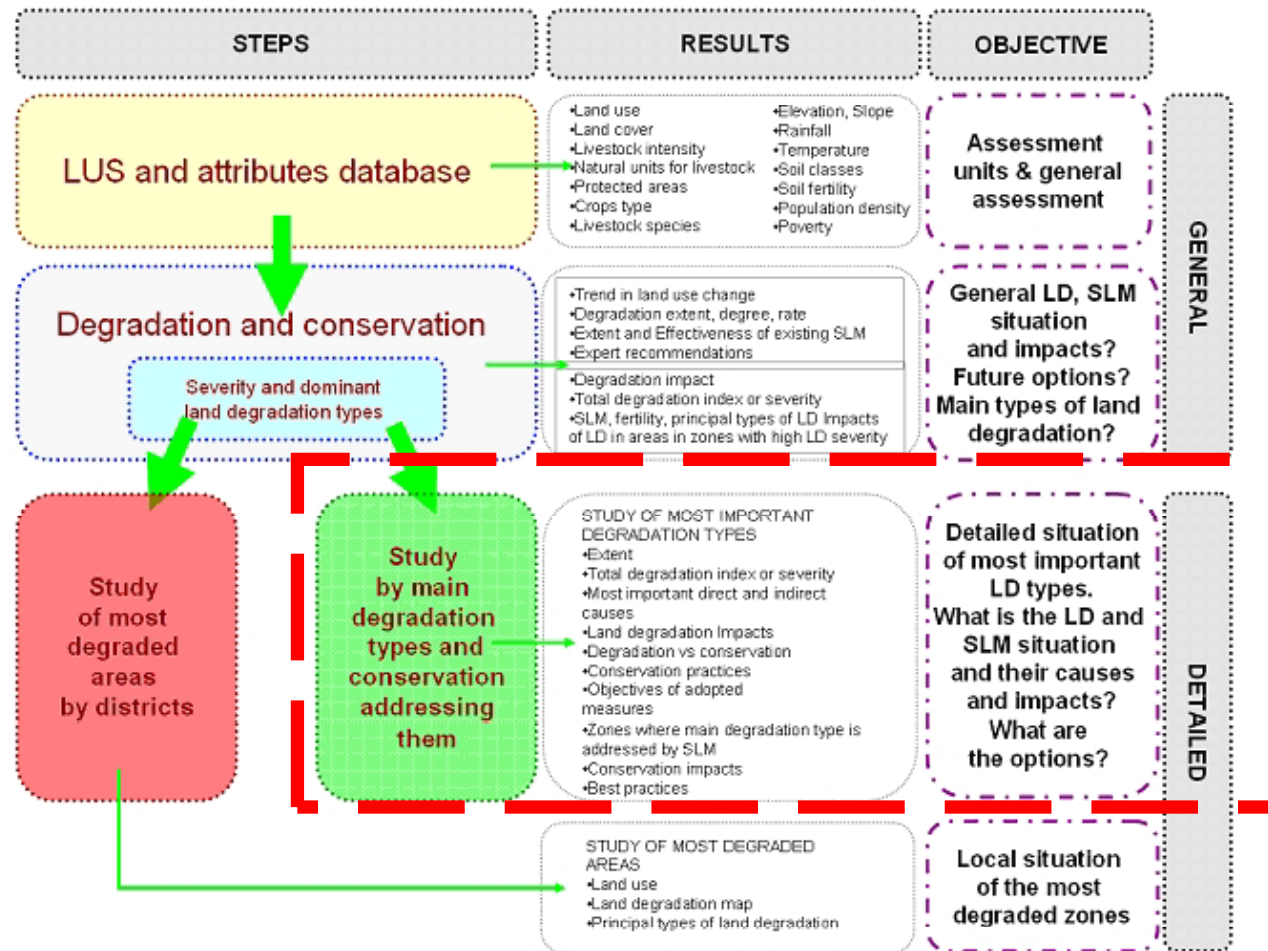 STEPS
RESULTS
OBJECTIVE
LUS and attributes database
•Land use
•Land cover
•Livestock intensity
•Natural units for livestock
•Protected areas
•Crops type
•Livestock species
•Elevation, Slope
•Rainfall
•Temperature
•Soil classes
•Soil fertility
•Population density
•Poverty
Assessment
units & general
assessment
GENERAL
Degradation and conservation
Severity and dominant
land degradation types
•Trend in land use change
•Degradation extent, degree, rate
•Extent and Effectiveness of existing SLM
•Expert recommendations
•Degradation impact
•Total degradation index or severity
•SLM, fertility, principal types of LD Impacts
of LD in areas in zones with high LD severity
General LD, SLM
situation
and impacts?
Future options?
Main types of land
degradation?
Study
of most
degraded
areas
by districts
Study
by main
degradation
types and
conservation
addressing
them
STUDY OF MOST IMPORTANT
DEGRADATION TYPES
•Extent
•Total degradation index or severity
•Most important direct and indirect
causes
•Land degradation Impacts
•Degradation vs conservation
•Conservation practices
•Objectives of adopted
measures
•Zones where main degradation type is
addressed by SLM
•Conservation impacts
•Best practices
Detailed situation
of most important
LD types.
What is the LD and
SLM situation
and their causes
and impacts?
What are
the options?
DETAILED
STUDY OF MOST DEGRADED
AREAS
•Land use
•Land degradation map
•Principal types of land degradation
Local situation
of the most
degraded zones